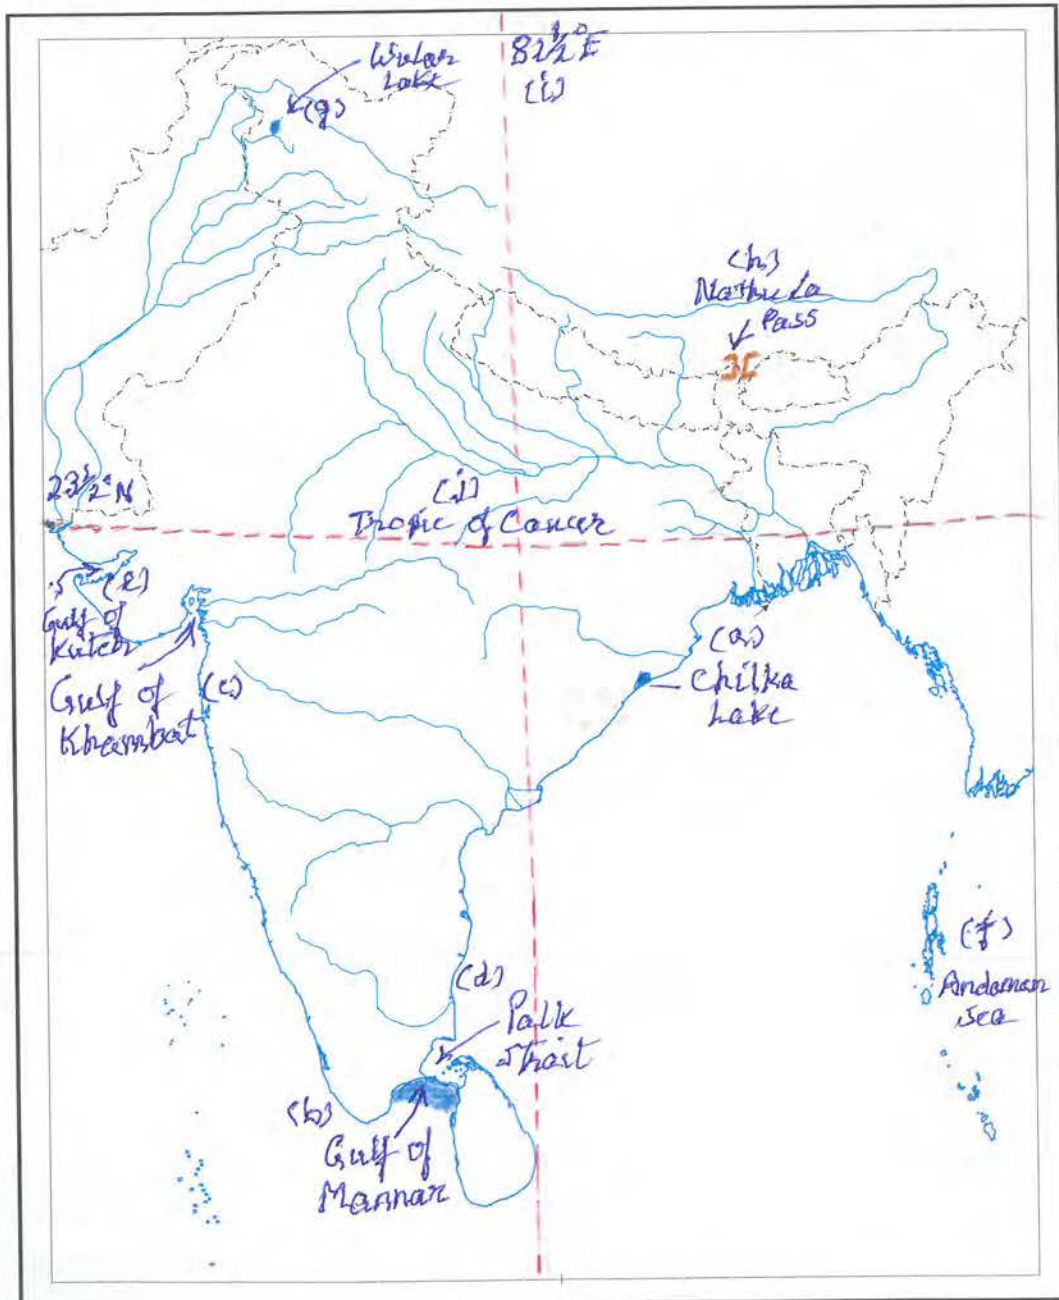 Wular
Lake
(g)
82½° E
(i)
(h)
Nathula
Pass
23½° N
(j)
Tropic of Cancer
(e)
Gulf of
Kutch
Gulf of (c)
Khambat
(a)
Chilka
Lake
(d)
Palk
Strait
(b)
Gulf of
Mannar
(f)
Andaman
Sea